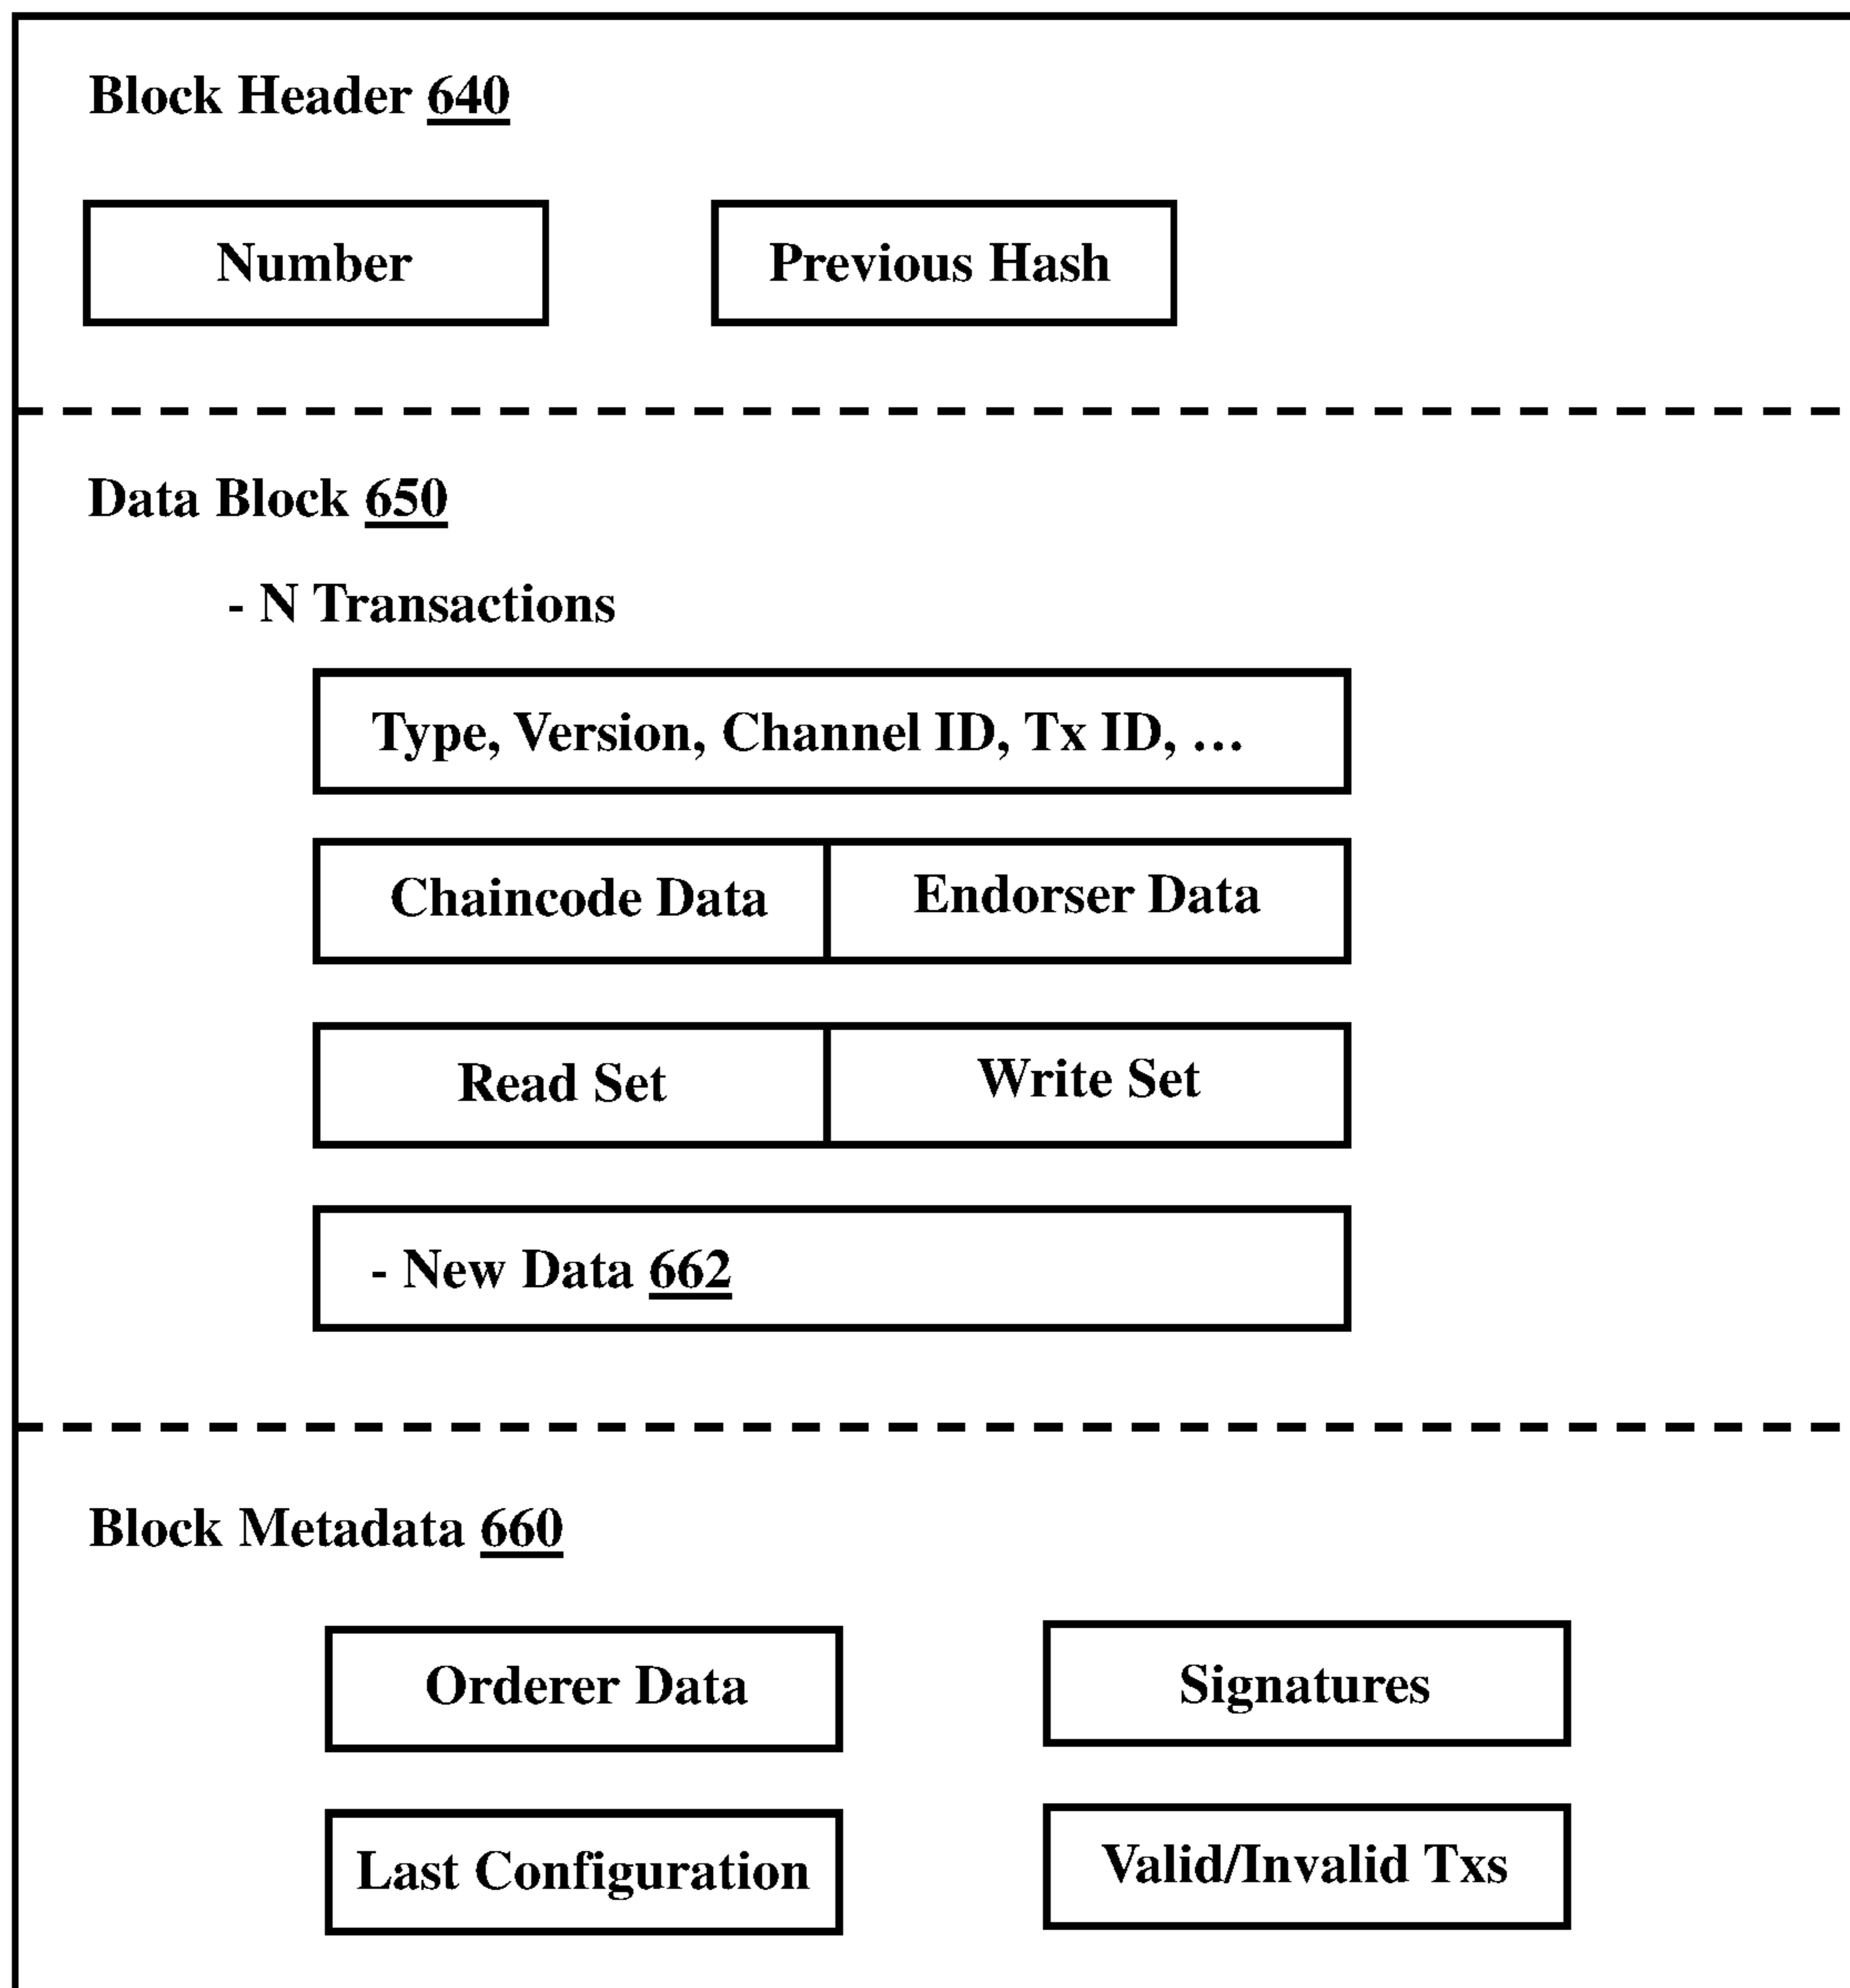 Block Header 640
Number
Previous Hash
Data Block 650
- N Transactions
Type, Version, Channel ID, Tx ID, …
Chaincode Data
Endorser Data
Read Set
Write Set
- New Data 662
Block Metadata 660
Orderer Data
Signatures
Last Configuration
Valid/Invalid Txs